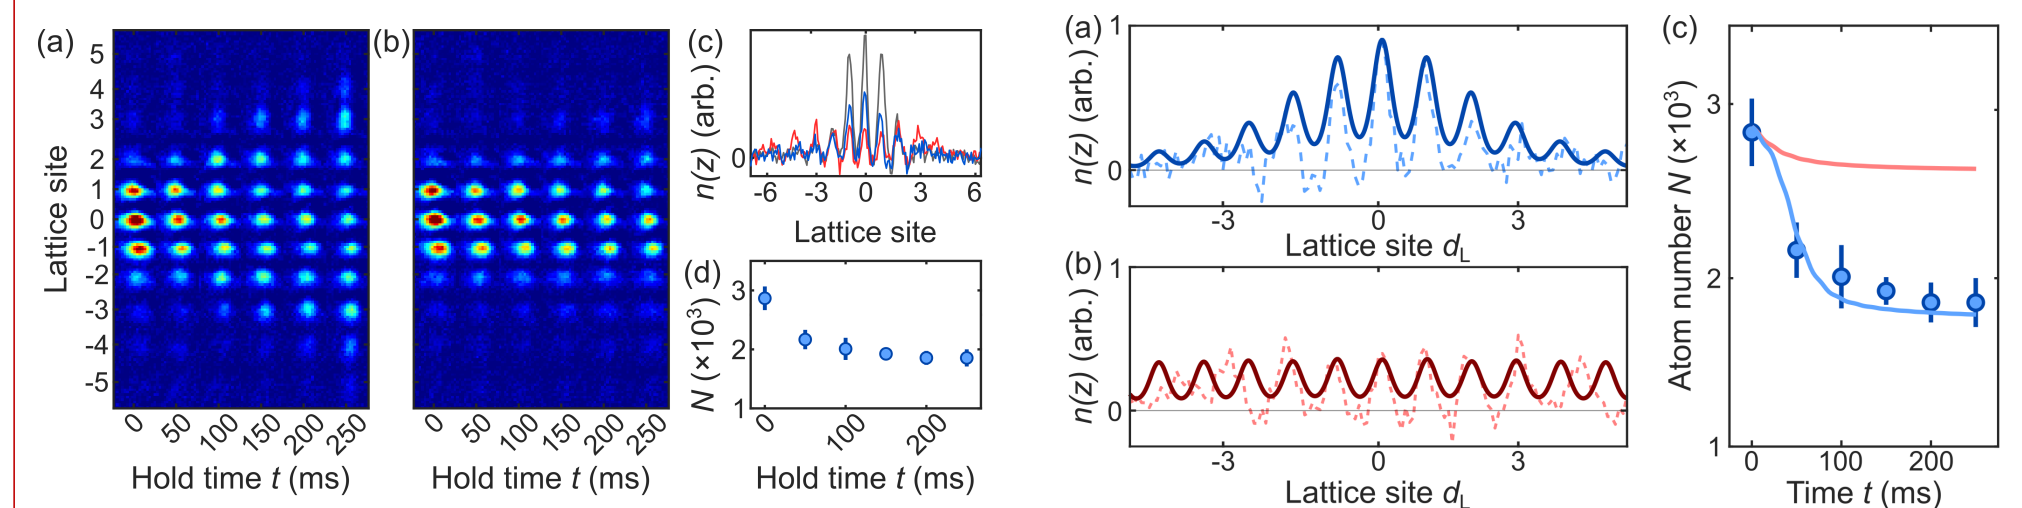 (a)
5
4
3
2
1
0
-1
-2
-3
-4
-5
Lattice site
0
50
100
150
200
250
Hold time t (ms)
(b)
0
50
100
150
200
250
Hold time t (ms)
(c)
n(z) (arb.)
0
-6
-3
0
3
6
Lattice site
(d)
N (×10³)
3
2
1
0
100
200
Hold time t (ms)
(a)
1
n(z) (arb.)
0
-3
0
3
Lattice site d_L
(b)
1
n(z) (arb.)
0
-3
0
3
Lattice site d_L
(c)
Atom number N (×10³)
3
2
1
0
100
200
Time t (ms)